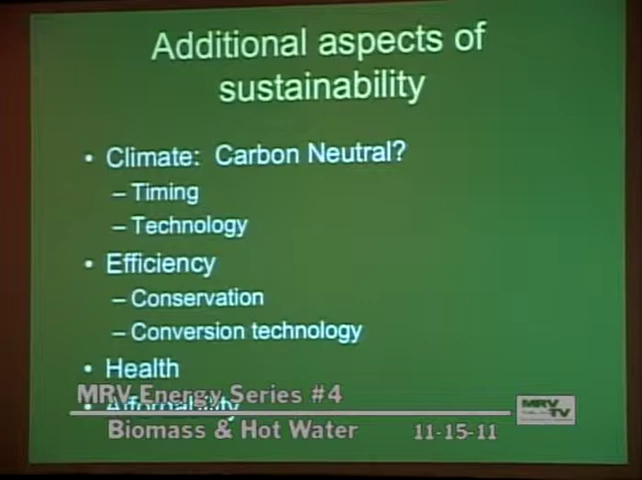 Additional aspects of
sustainability
• Climate: Carbon Neutral?
– Timing
– Technology
• Efficiency
– Conservation
– Conversion technology
• Health
• Affordability
MRV Energy Series #4
Biomass & Hot Water 11-15-11
MRV
TV